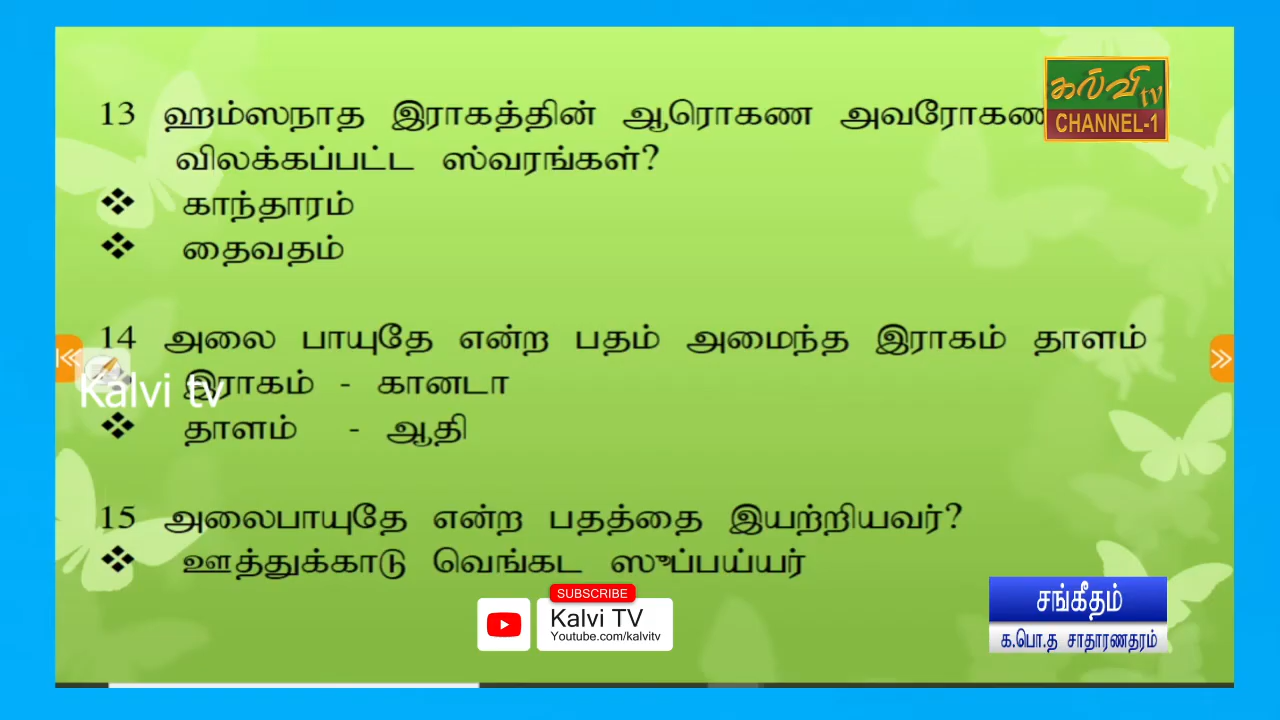 13 ஹம்ஸநாத இராகத்தின் ஆரொகண அவரோகண
விலக்கப்பட்ட ஸ்வரங்கள்?
❖ காந்தாரம்
❖ தைவதம்
14 அலை பாயுதே என்ற பதம் அமைந்த இராகம் தாளம்
இராகம் - கானடா
❖ தாளம் - ஆதி
15 அலைபாயுதே என்ற பதத்தை இயற்றியவர்?
❖ ஊத்துக்காடு வெங்கட ஸுப்பய்யர்
கல்வி tv
CHANNEL-1
Kalvi tv
SUBSCRIBE
Kalvi TV
Youtube.com/kalvitv
சங்கீதம்
க.பொ.த சாதாரணதரம்